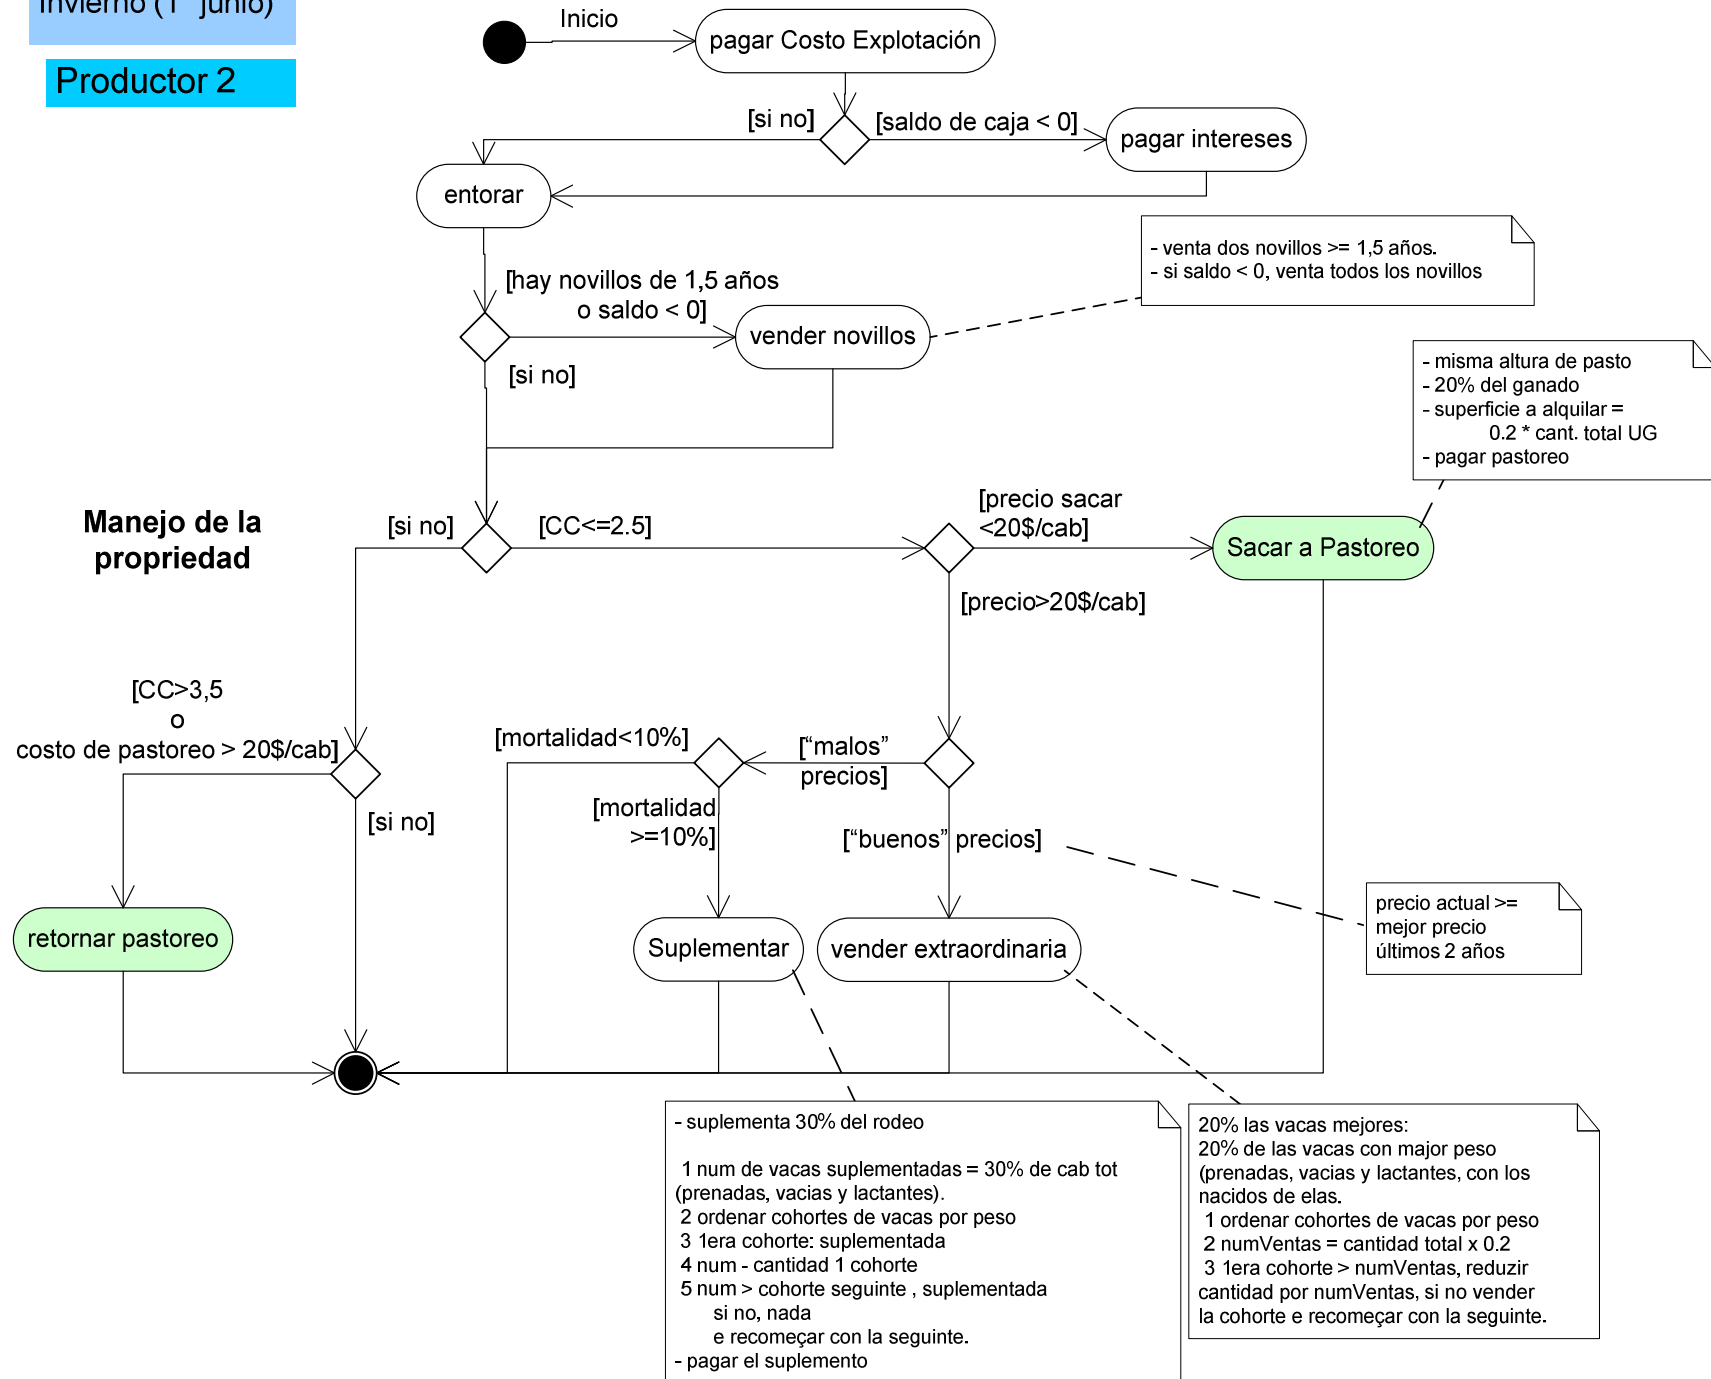 Invierno (1° junio)
Productor 2
Inicio
pagar Costo Explotación
[si no]
[saldo de caja < 0]
pagar intereses
entorar
- venta dos novillos >= 1,5 años.
- si saldo < 0, venta todos los novillos
[hay novillos de 1,5 años
o saldo < 0]
vender novillos
[si no]
- misma altura de pasto
- 20% del ganado
- superficie a alquilar =
0.2 * cant. total UG
- pagar pastoreo
Manejo de la
propriedad
[si no]
[CC<=2.5]
[precio sacar
<20$/cab]
Sacar a Pastoreo
[precio>20$/cab]
[CC>3,5
o
costo de pastoreo > 20$/cab]
[si no]
[mortalidad<10%]
[“malos”
precios]
[mortalidad
>=10%]
[“buenos” precios]
precio actual >=
mejor precio
últimos 2 años
retornar pastoreo
Suplementar
vender extraordinaria
- suplementa 30% del rodeo
1 num de vacas suplementadas = 30% de cab tot
(prenadas, vacias y lactantes).
2 ordenar cohortes de vacas por peso
3 1era cohorte: suplementada
4 num - cantidad 1 cohorte
5 num > cohorte seguinte , suplementada
si no, nada
e recomeçar con la seguinte.
- pagar el suplemento
20% las vacas mejores:
20% de las vacas con major peso
(prenadas, vacias y lactantes, con los
nacidos de elas.
1 ordenar cohortes de vacas por peso
2 numVentas = cantidad total x 0.2
3 1era cohorte > numVentas, reduzir
cantidad por numVentas, si no vender
la cohorte e recomeçar con la seguinte.